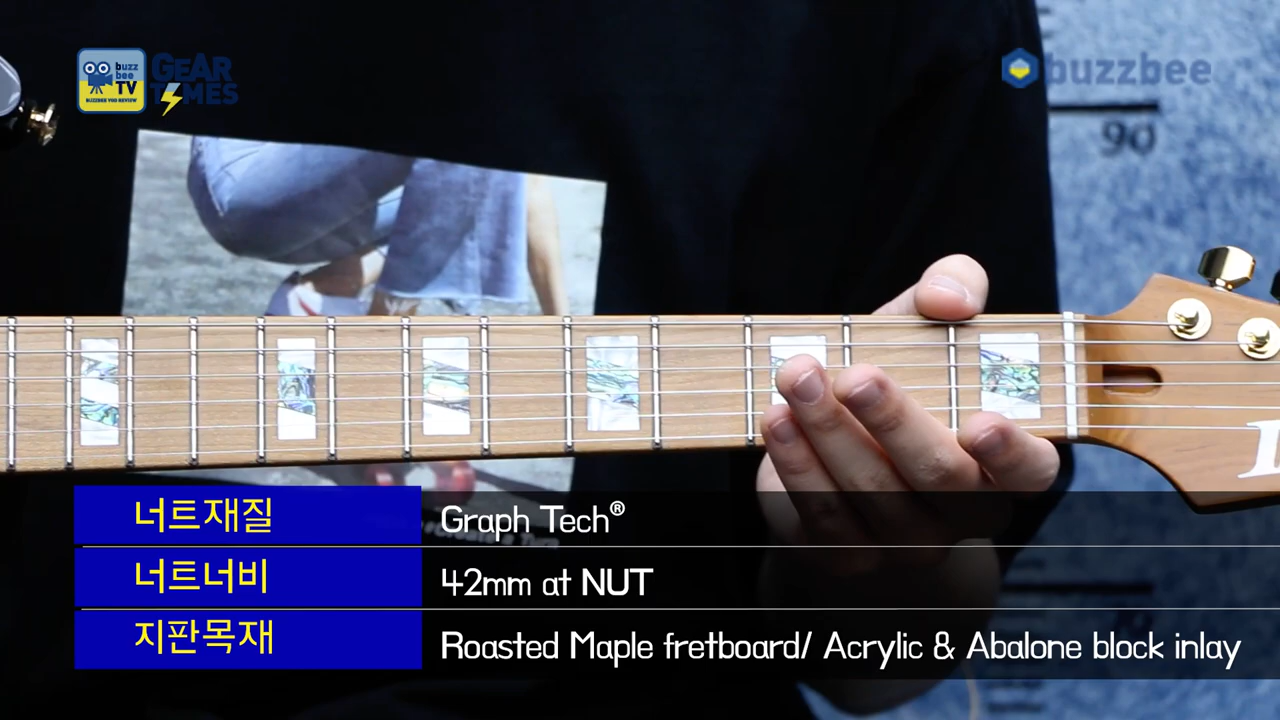 buzz
bee
TV
BUZZBEE VOD REVIEW
GEAR
TIMES
buzzbee
90
너트재질
Graph Tech®
너트너비
42mm at NUT
지판목재
Roasted Maple fretboard/ Acrylic & Abalone block inlay